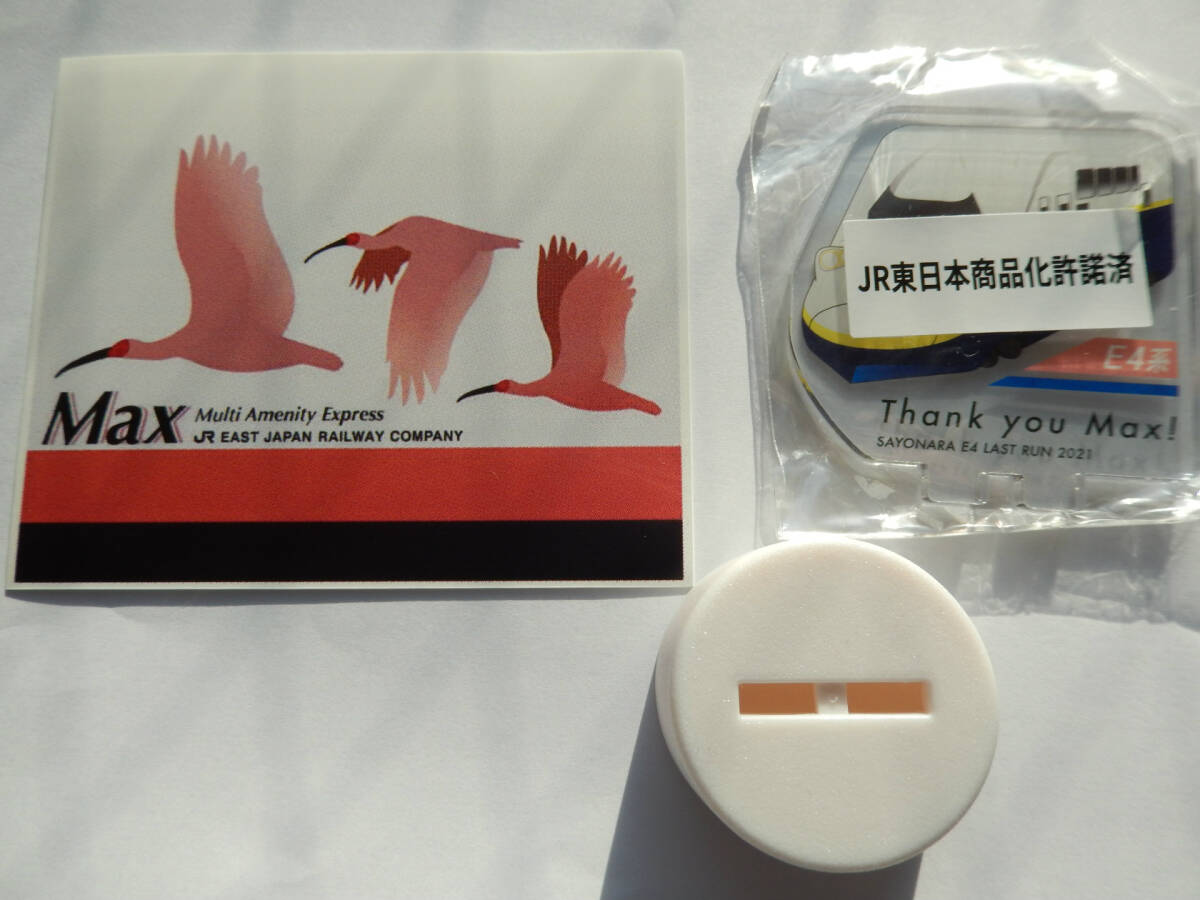 Max Multi Amenity Express
JR EAST JAPAN RAILWAY COMPANY
JR東日本商品化許諾済
E4系
Thank you Max!
SAYONARA E4 LAST RUN 2021